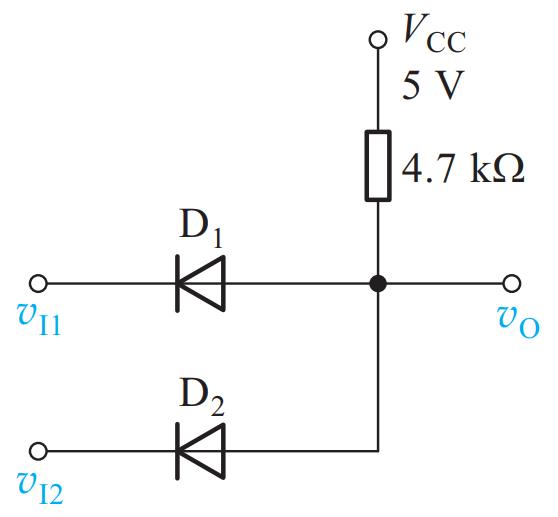 V_CC
5 V
4.7 kΩ
D_1
v_I1
v_O
D_2
v_I2